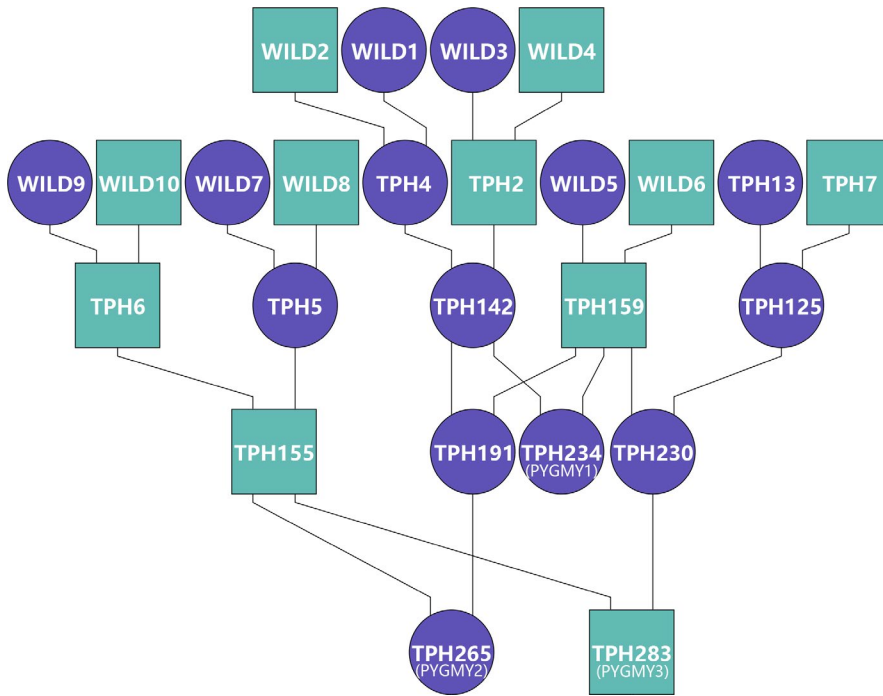 WILD2
WILD1
WILD3
WILD4
WILD9
WILD10
WILD7
WILD8
TPH4
TPH2
WILD5
WILD6
TPH13
TPH7
TPH6
TPH5
TPH142
TPH159
TPH125
TPH155
TPH191
TPH234
(PYGMY1)
TPH230
TPH265
(PYGMY2)
TPH283
(PYGMY3)